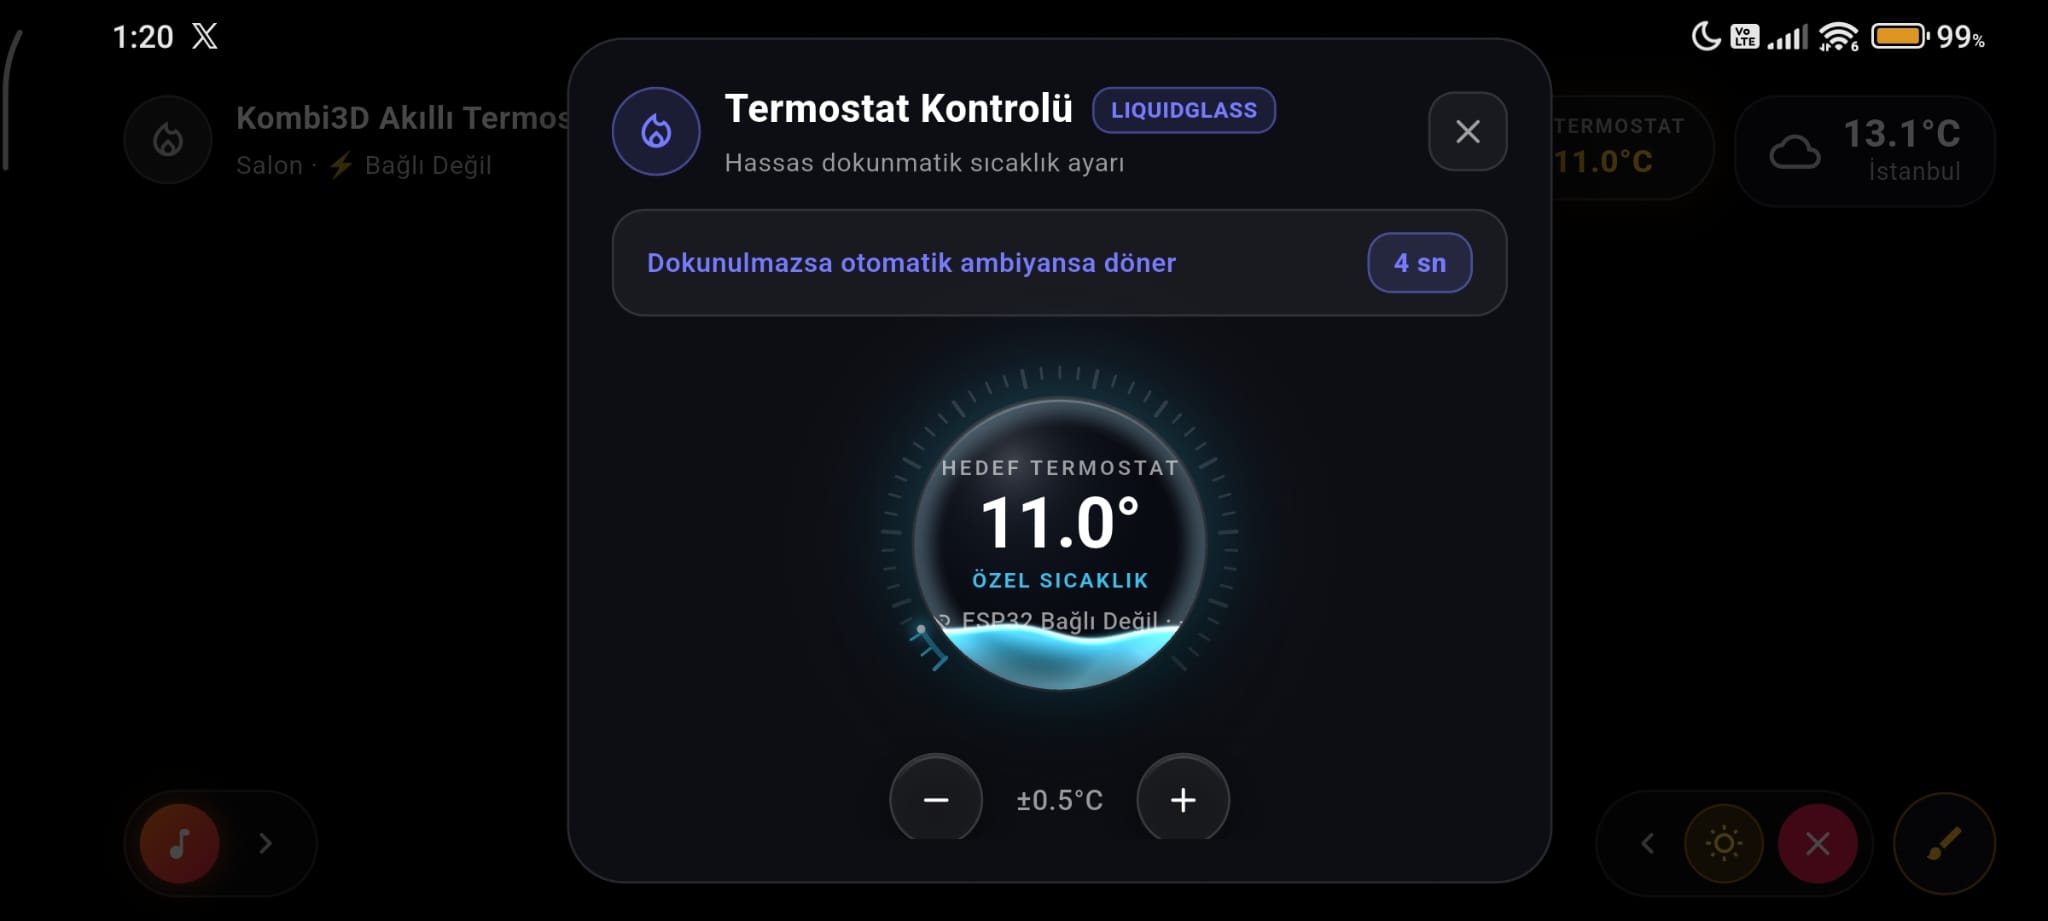 1:20
99%
Kombi3D Akıllı Termos
Salon · ⚡ Bağlı Değil
Termostat Kontrolü
LIQUIDGLASS
Hassas dokunmatik sıcaklık ayarı
TERMOSTAT
11.0°C
13.1°C
İstanbul
Dokunulmazsa otomatik ambiyansa döner
4 sn
HEDEF TERMOSTAT
11.0°
ÖZEL SICAKLIK
ESP32 Bağlı Değil ·
− ±0.5°C +